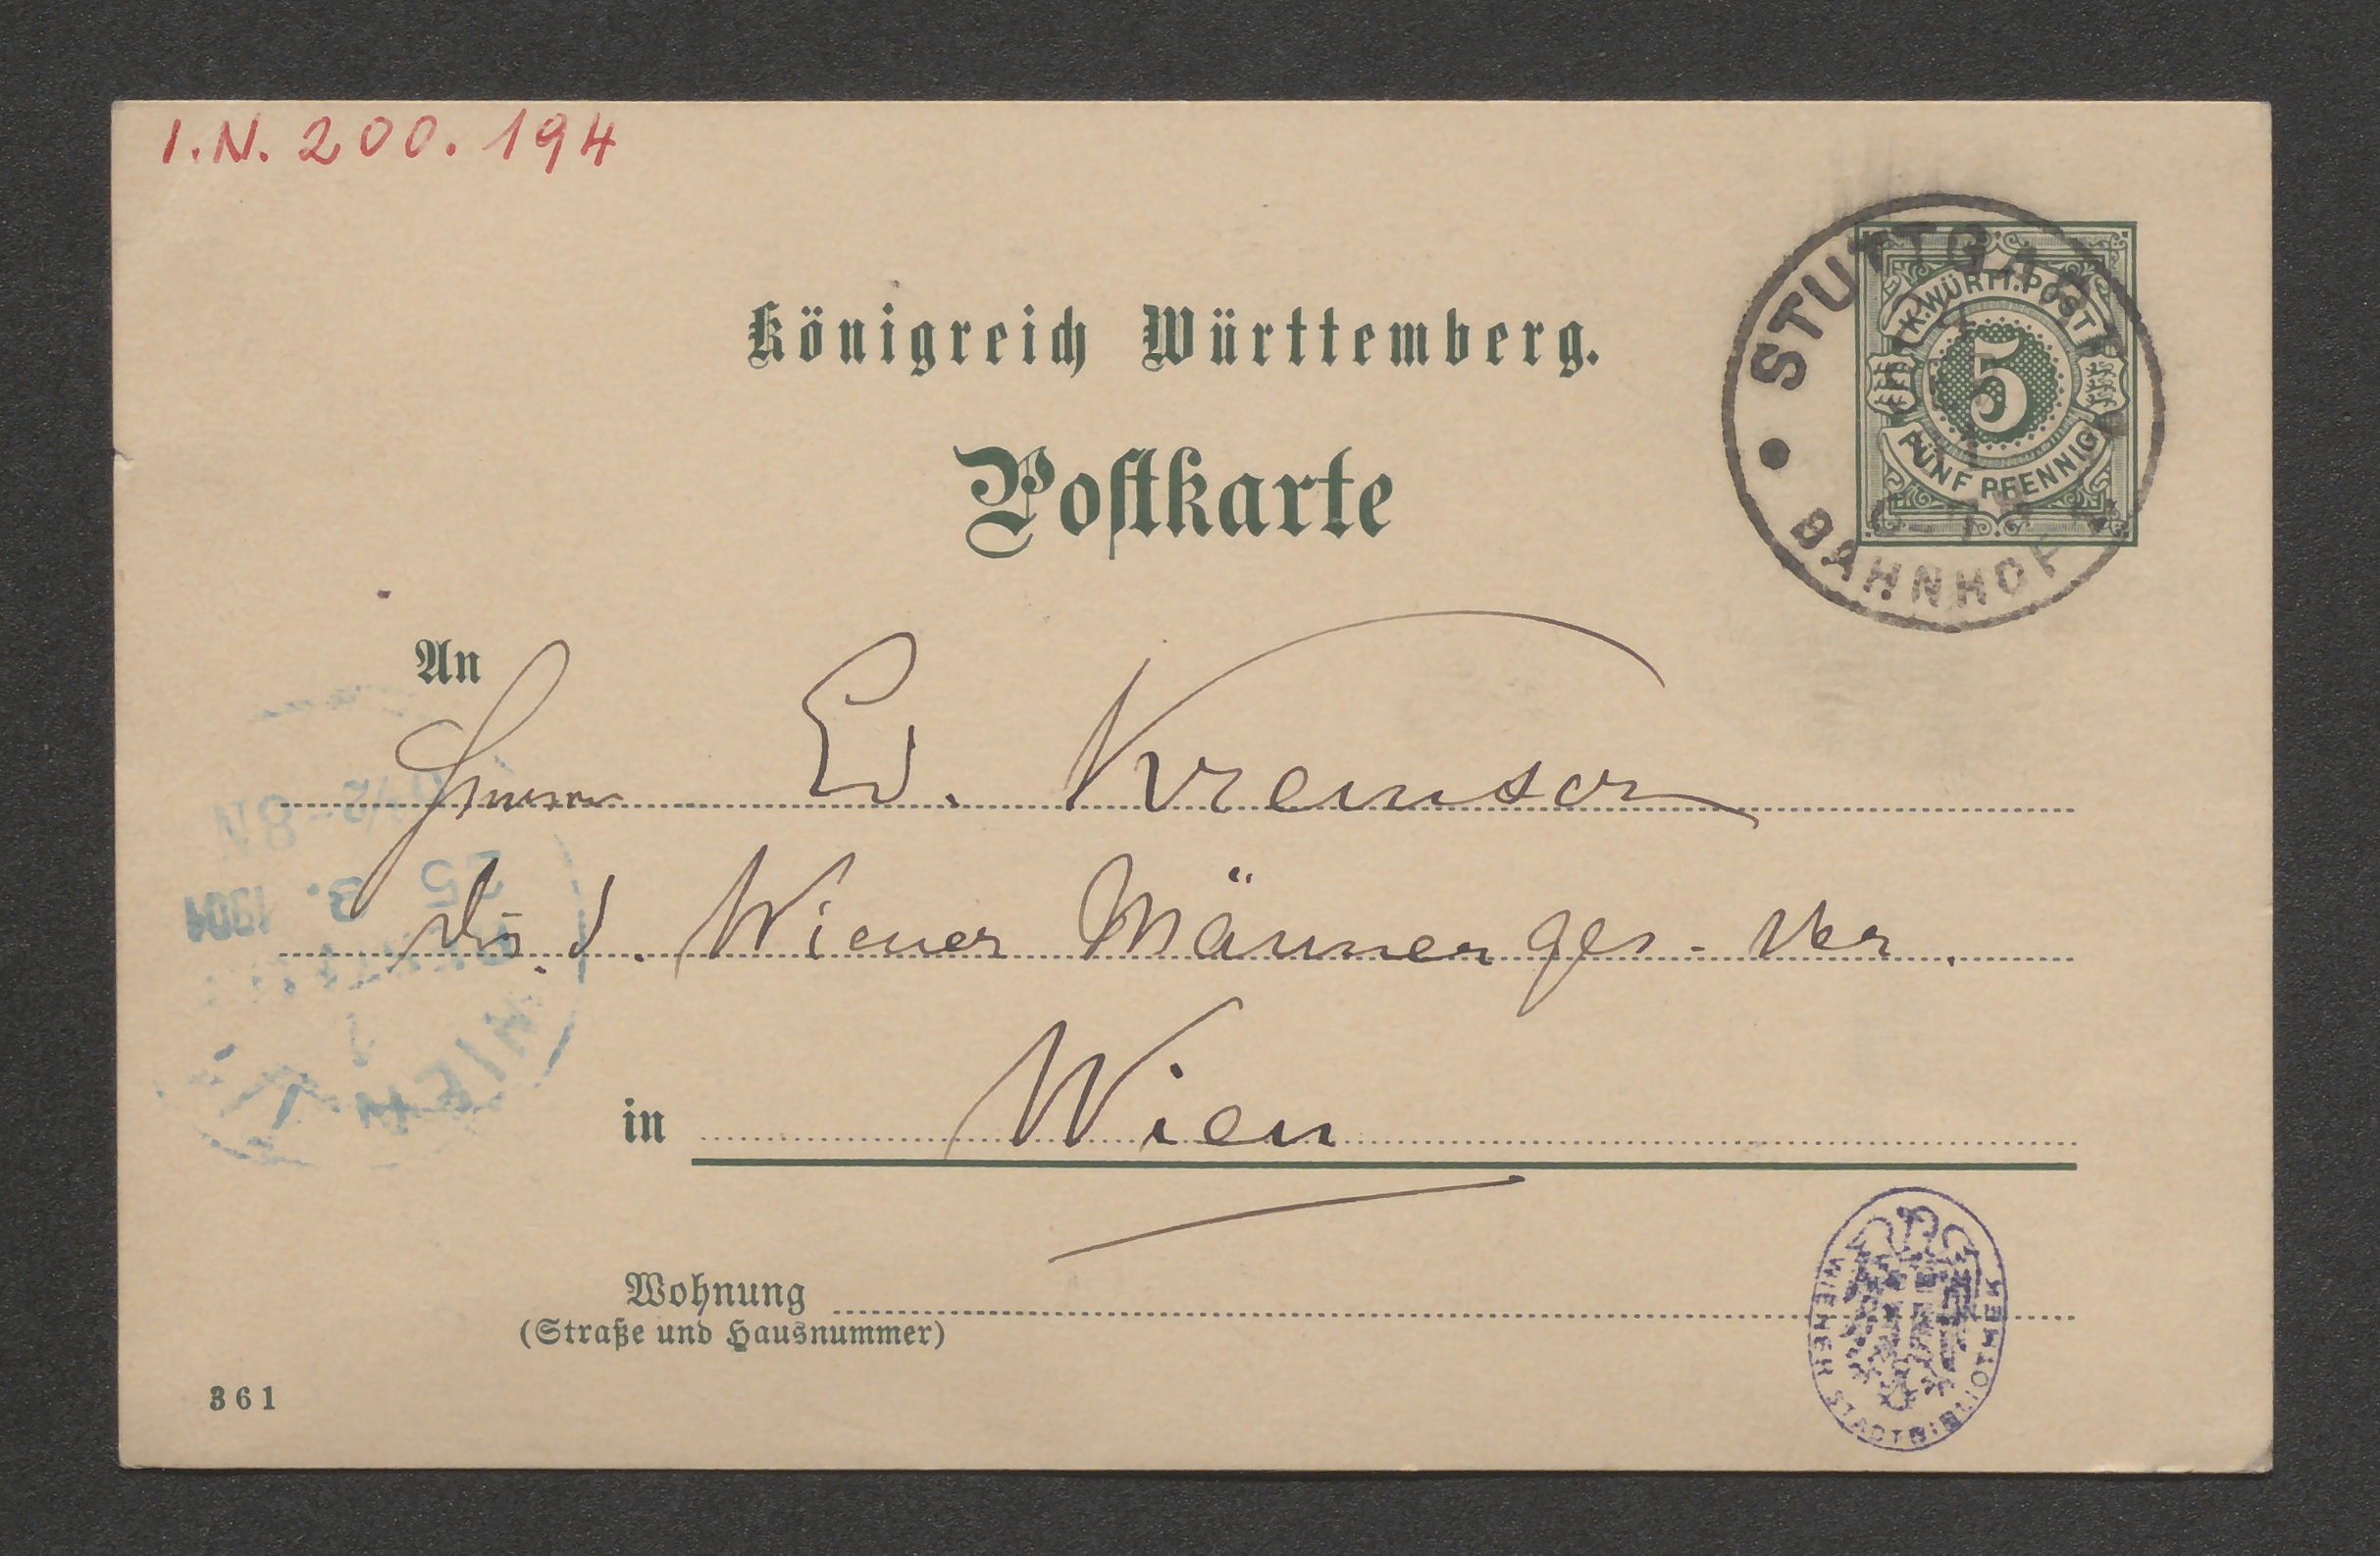 I.N. 200.194
Königreich Württemberg.
Postkarte
STUTTGART
BAHNHOF
K. WÜRTT. POST
5
FÜNF PFENNIG
An
Herrn Ed. Kremser
d. Wiener Männerges.-Ver.
in Wien
WIEN
25 3. 1901
Wohnung
(Straße und Hausnummer)
361
WIENER STADTBIBLIOTHEK